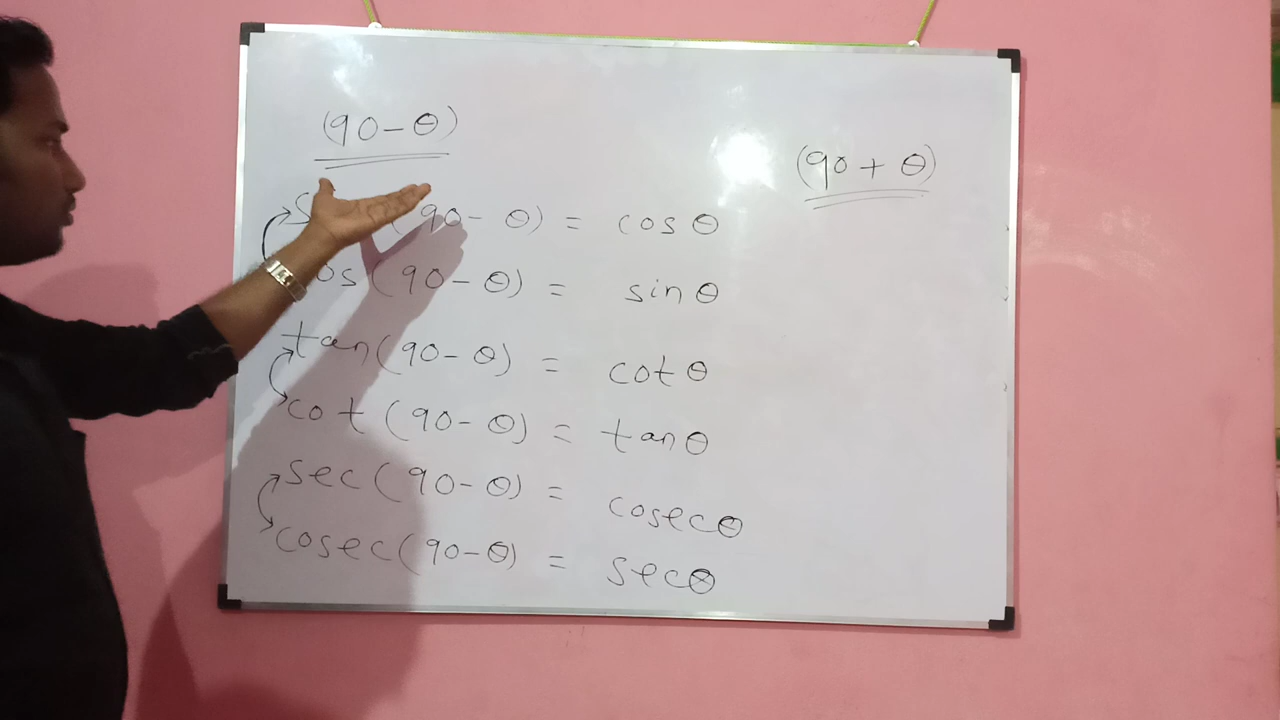 (90-θ)
(90+θ)
(90-θ) = cosθ
cos(90-θ) = sinθ
tan(90-θ) = cotθ
cot(90-θ) = tanθ
sec(90-θ) = cosecθ
cosec(90-θ) = secθ